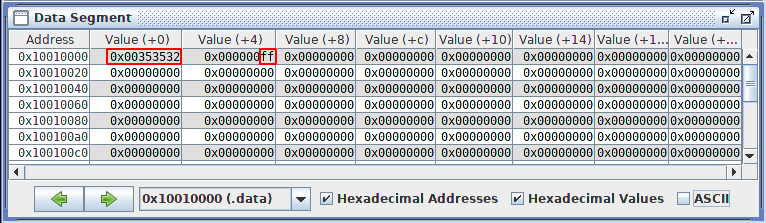 Data Segment
Address Value (+0) Value (+4) Value (+8) Value (+c) Value (+10) Value (+14) Value (+1... Value (+...
0x10010000 0x00353532 0x000000ff 0x00000000 0x00000000 0x00000000 0x00000000 0x00000000 0x00000000
0x10010020 0x00000000 0x00000000 0x00000000 0x00000000 0x00000000 0x00000000 0x00000000 0x00000000
0x10010040 0x00000000 0x00000000 0x00000000 0x00000000 0x00000000 0x00000000 0x00000000 0x00000000
0x10010060 0x00000000 0x00000000 0x00000000 0x00000000 0x00000000 0x00000000 0x00000000 0x00000000
0x10010080 0x00000000 0x00000000 0x00000000 0x00000000 0x00000000 0x00000000 0x00000000 0x00000000
0x100100a0 0x00000000 0x00000000 0x00000000 0x00000000 0x00000000 0x00000000 0x00000000 0x00000000
0x100100c0 0x00000000 0x00000000 0x00000000 0x00000000 0x00000000 0x00000000 0x00000000 0x00000000
0x10010000 (.data) Hexadecimal Addresses Hexadecimal Values ASCII